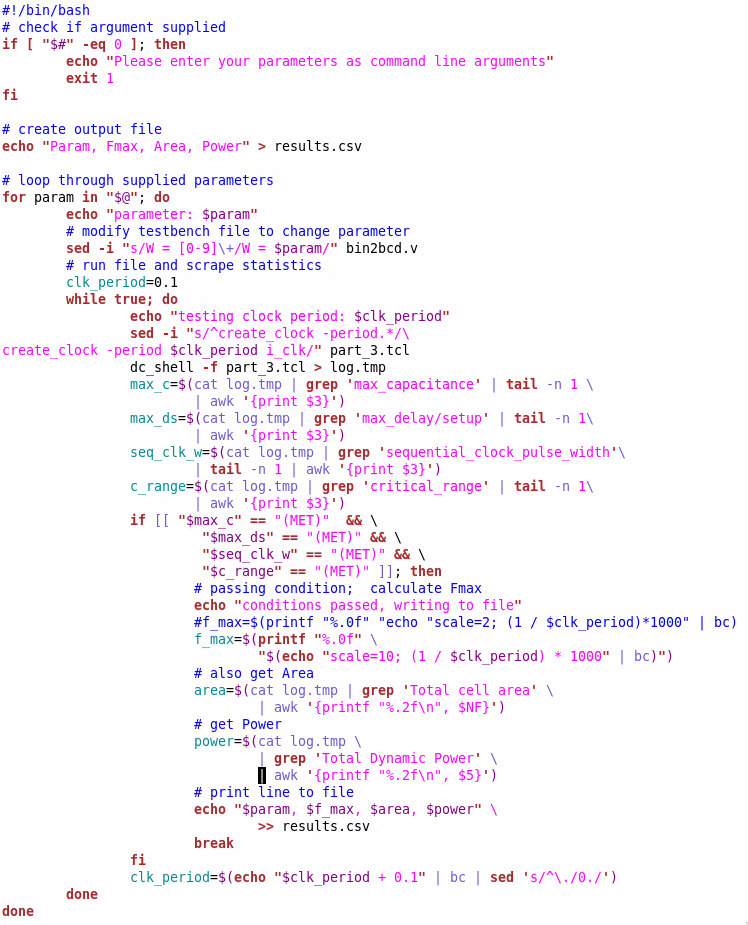 #!/bin/bash
# check if argument supplied
if [ "$#" -eq 0 ]; then
        echo "Please enter your parameters as command line arguments"
        exit 1
fi

# create output file
echo "Param, Fmax, Area, Power" > results.csv

# loop through supplied parameters
for param in "$@"; do
        echo "parameter: $param"
        # modify testbench file to change parameter
        sed -i "s/W = [0-9]\+/W = $param/" bin2bcd.v
        # run file and scrape statistics
        clk_period=0.1
        while true; do
                echo "testing clock period: $clk_period"
                sed -i "s/^create_clock -period.*/\
create_clock -period $clk_period i_clk/" part_3.tcl
                dc_shell -f part_3.tcl > log.tmp
                max_c=$(cat log.tmp | grep 'max_capacitance' | tail -n 1 \
                        | awk '{print $3}')
                max_ds=$(cat log.tmp | grep 'max_delay/setup' | tail -n 1\
                        | awk '{print $3}')
                seq_clk_w=$(cat log.tmp | grep 'sequential_clock_pulse_width'\
                        | tail -n 1 | awk '{print $3}')
                c_range=$(cat log.tmp | grep 'critical_range' | tail -n 1\
                        | awk '{print $3}')
                if [[ "$max_c" == "(MET)"  && \
                         "$max_ds" == "(MET)" && \
                         "$seq_clk_w" == "(MET)" && \
                         "$c_range" == "(MET)" ]]; then
                        # passing condition;  calculate Fmax
                        echo "conditions passed, writing to file"
                        #f_max=$(printf "%.0f" "echo "scale=2; (1 / $clk_period)*1000" | bc)
                        f_max=$(printf "%.0f" \
                                "$(echo "scale=10; (1 / $clk_period) * 1000" | bc)")
                        # also get Area
                        area=$(cat log.tmp | grep 'Total cell area' \
                                | awk '{printf "%.2f\n", $NF}')
                        # get Power
                        power=$(cat log.tmp \
                                | grep 'Total Dynamic Power' \
                                | awk '{printf "%.2f\n", $5}')
                        # print line to file
                        echo "$param, $f_max, $area, $power" \
                                >> results.csv
                        break
                fi
                clk_period=$(echo "$clk_period + 0.1" | bc | sed 's/^\./0./')
        done
done